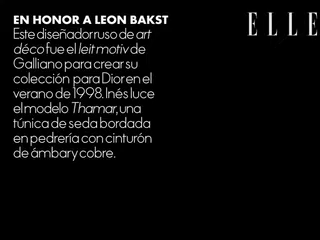 EN HONOR A LEON BAKST
Este diseñador ruso de art
déco fue el leit motiv de
Galliano para crear su
colección para Dior en el
verano de 1998. Inés luce
el modelo Thamar, una
túnica de seda bordada
en pedrería con cinturón
de ámbar y cobre.
ELLE